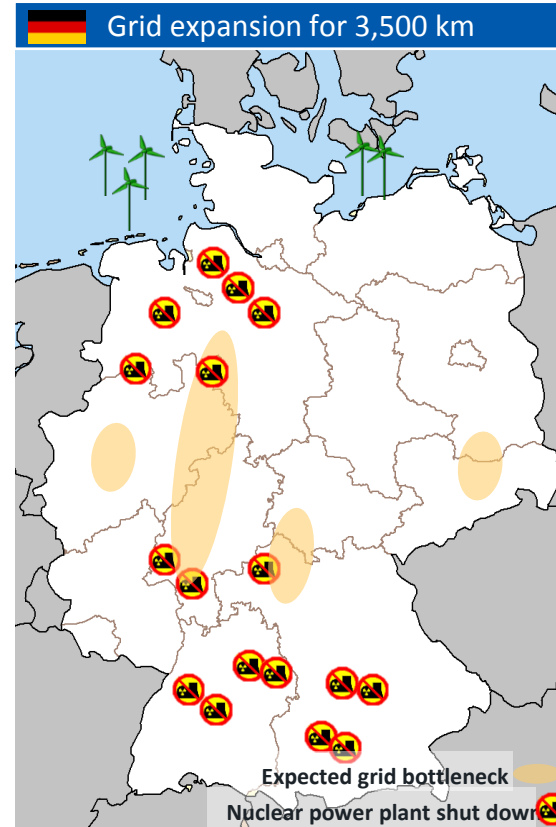 Grid expansion for 3,500 km
Expected grid bottleneck
Nuclear power plant shut down